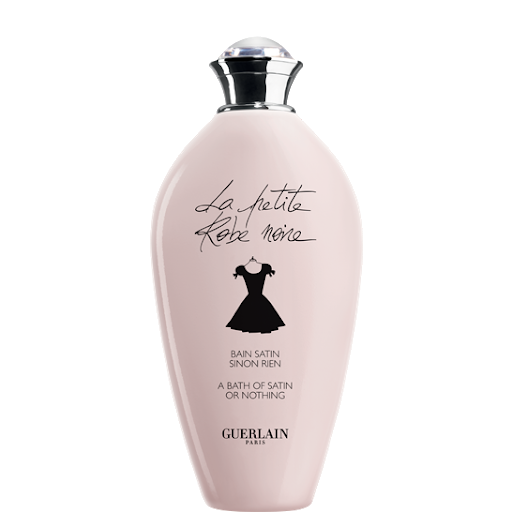 La petite
Robe noire
BAIN SATIN
SINON RIEN
A BATH OF SATIN
OR NOTHING
GUERLAIN
PARIS